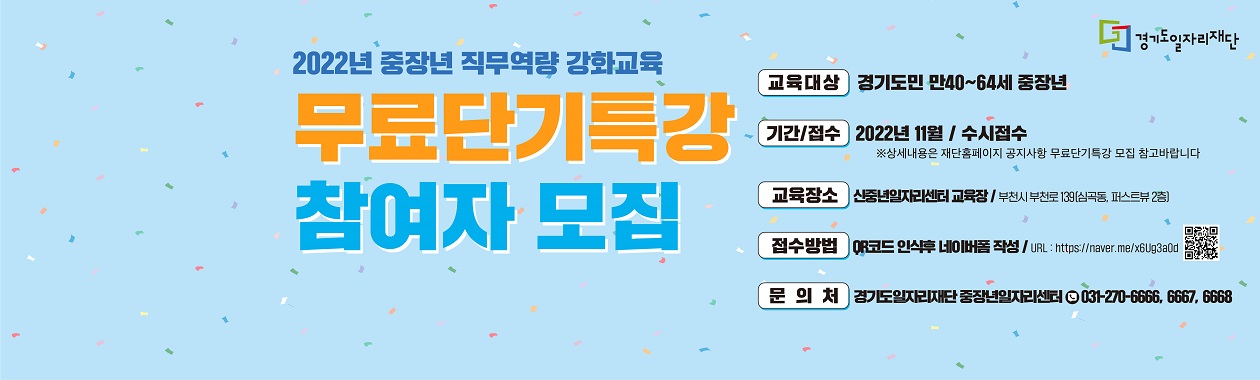 경기도일자리재단
2022년 중장년 직무역량 강화교육
무료단기특강
참여자 모집
교육대상 경기도민 만40~64세 중장년
기간/접수 2022년 11월 / 수시접수
※상세내용은 재단홈페이지 공지사항 무료단기특강 모집 참고바랍니다
교육장소 신중년일자리센터 교육장 / 부천시 부천로 139(심곡동, 퍼스트뷰 2층)
접수방법 QR코드 인식후 네이버폼 작성 / URL : https://naver.me/x6Ug3a0d
문 의 처 경기도일자리재단 중장년일자리센터 031-270-6666, 6667, 6668